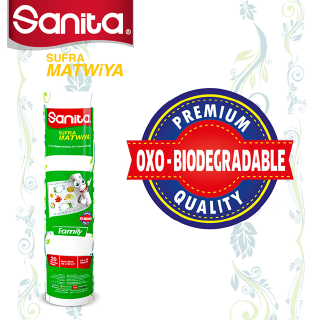 Sanita®
SUFRA
MATWiYA
Sanita
SUFRA
MATWiYA
Family
PREMIUM
OXO-BIODEGRADABLE
QUALITY